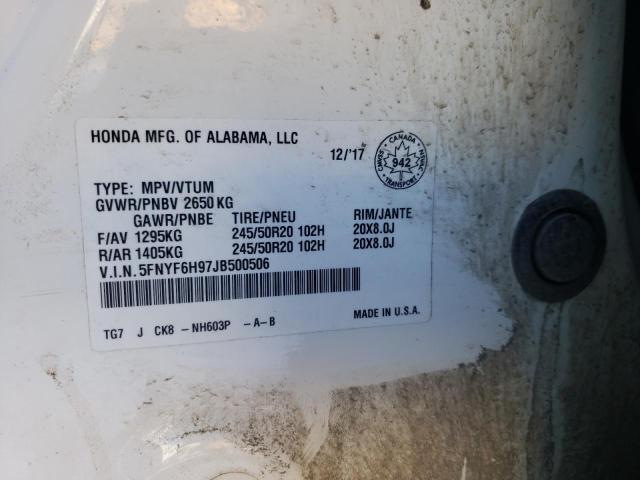 HONDA MFG. OF ALABAMA, LLC
12/'17
CANADA
942
TRANSPORT
TYPE: MPV/VTUM
GVWR/PNBV 2650 KG
GAWR/PNBE TIRE/PNEU RIM/JANTE
F/AV 1295KG 245/50R20 102H 20X8.0J
R/AR 1405KG 245/50R20 102H 20X8.0J
V.I.N. 5FNYF6H97JB500506
TG7 J CK8 -NH603P -A-B
MADE IN U.S.A.